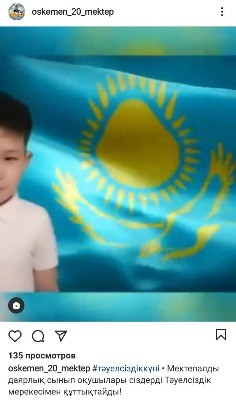 oskemen_20_mektep
135 просмотров
oskemen_20_mektep #тәуелсіздіккүні • Мектепалды
даярлық сынып оқушылары сіздерді Тәуелсіздік
мерекесімен құттықтайды!